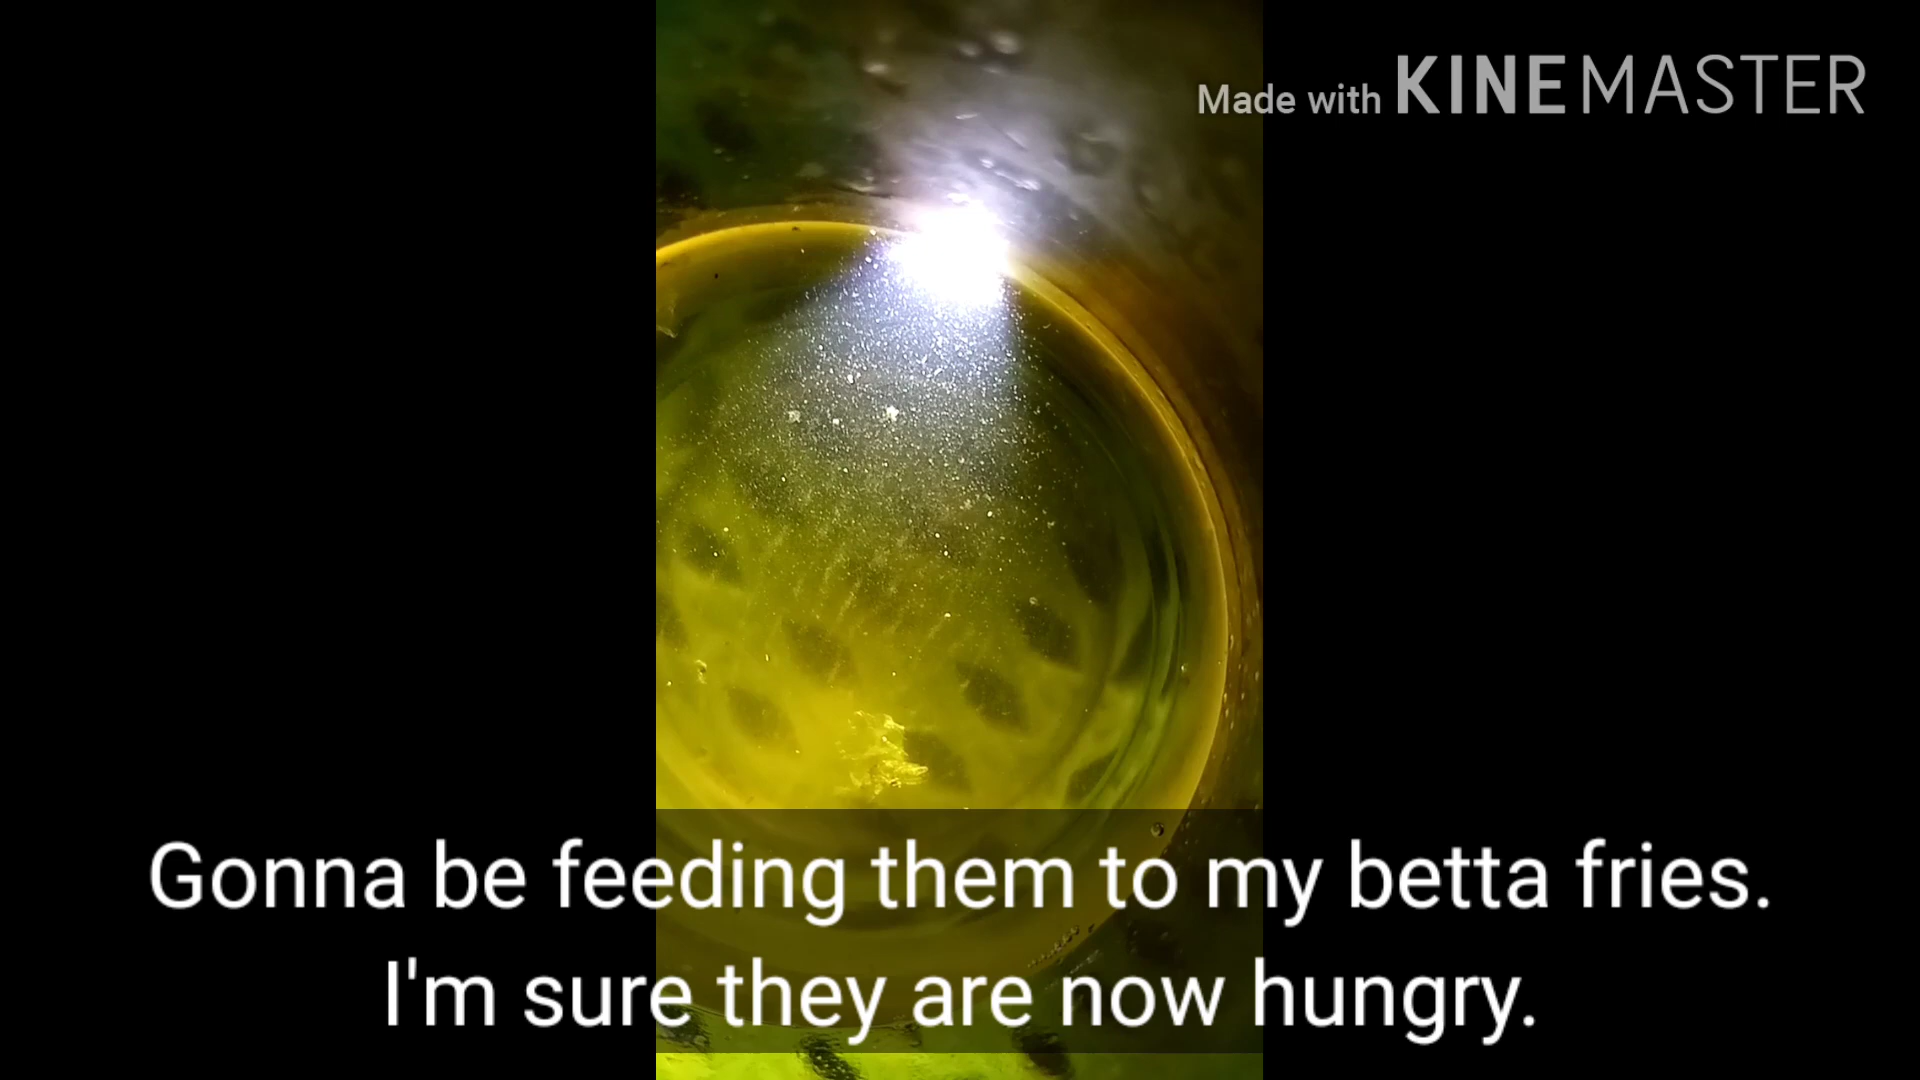 Made with KINEMASTER
Gonna be feeding them to my betta fries.
I'm sure they are now hungry.